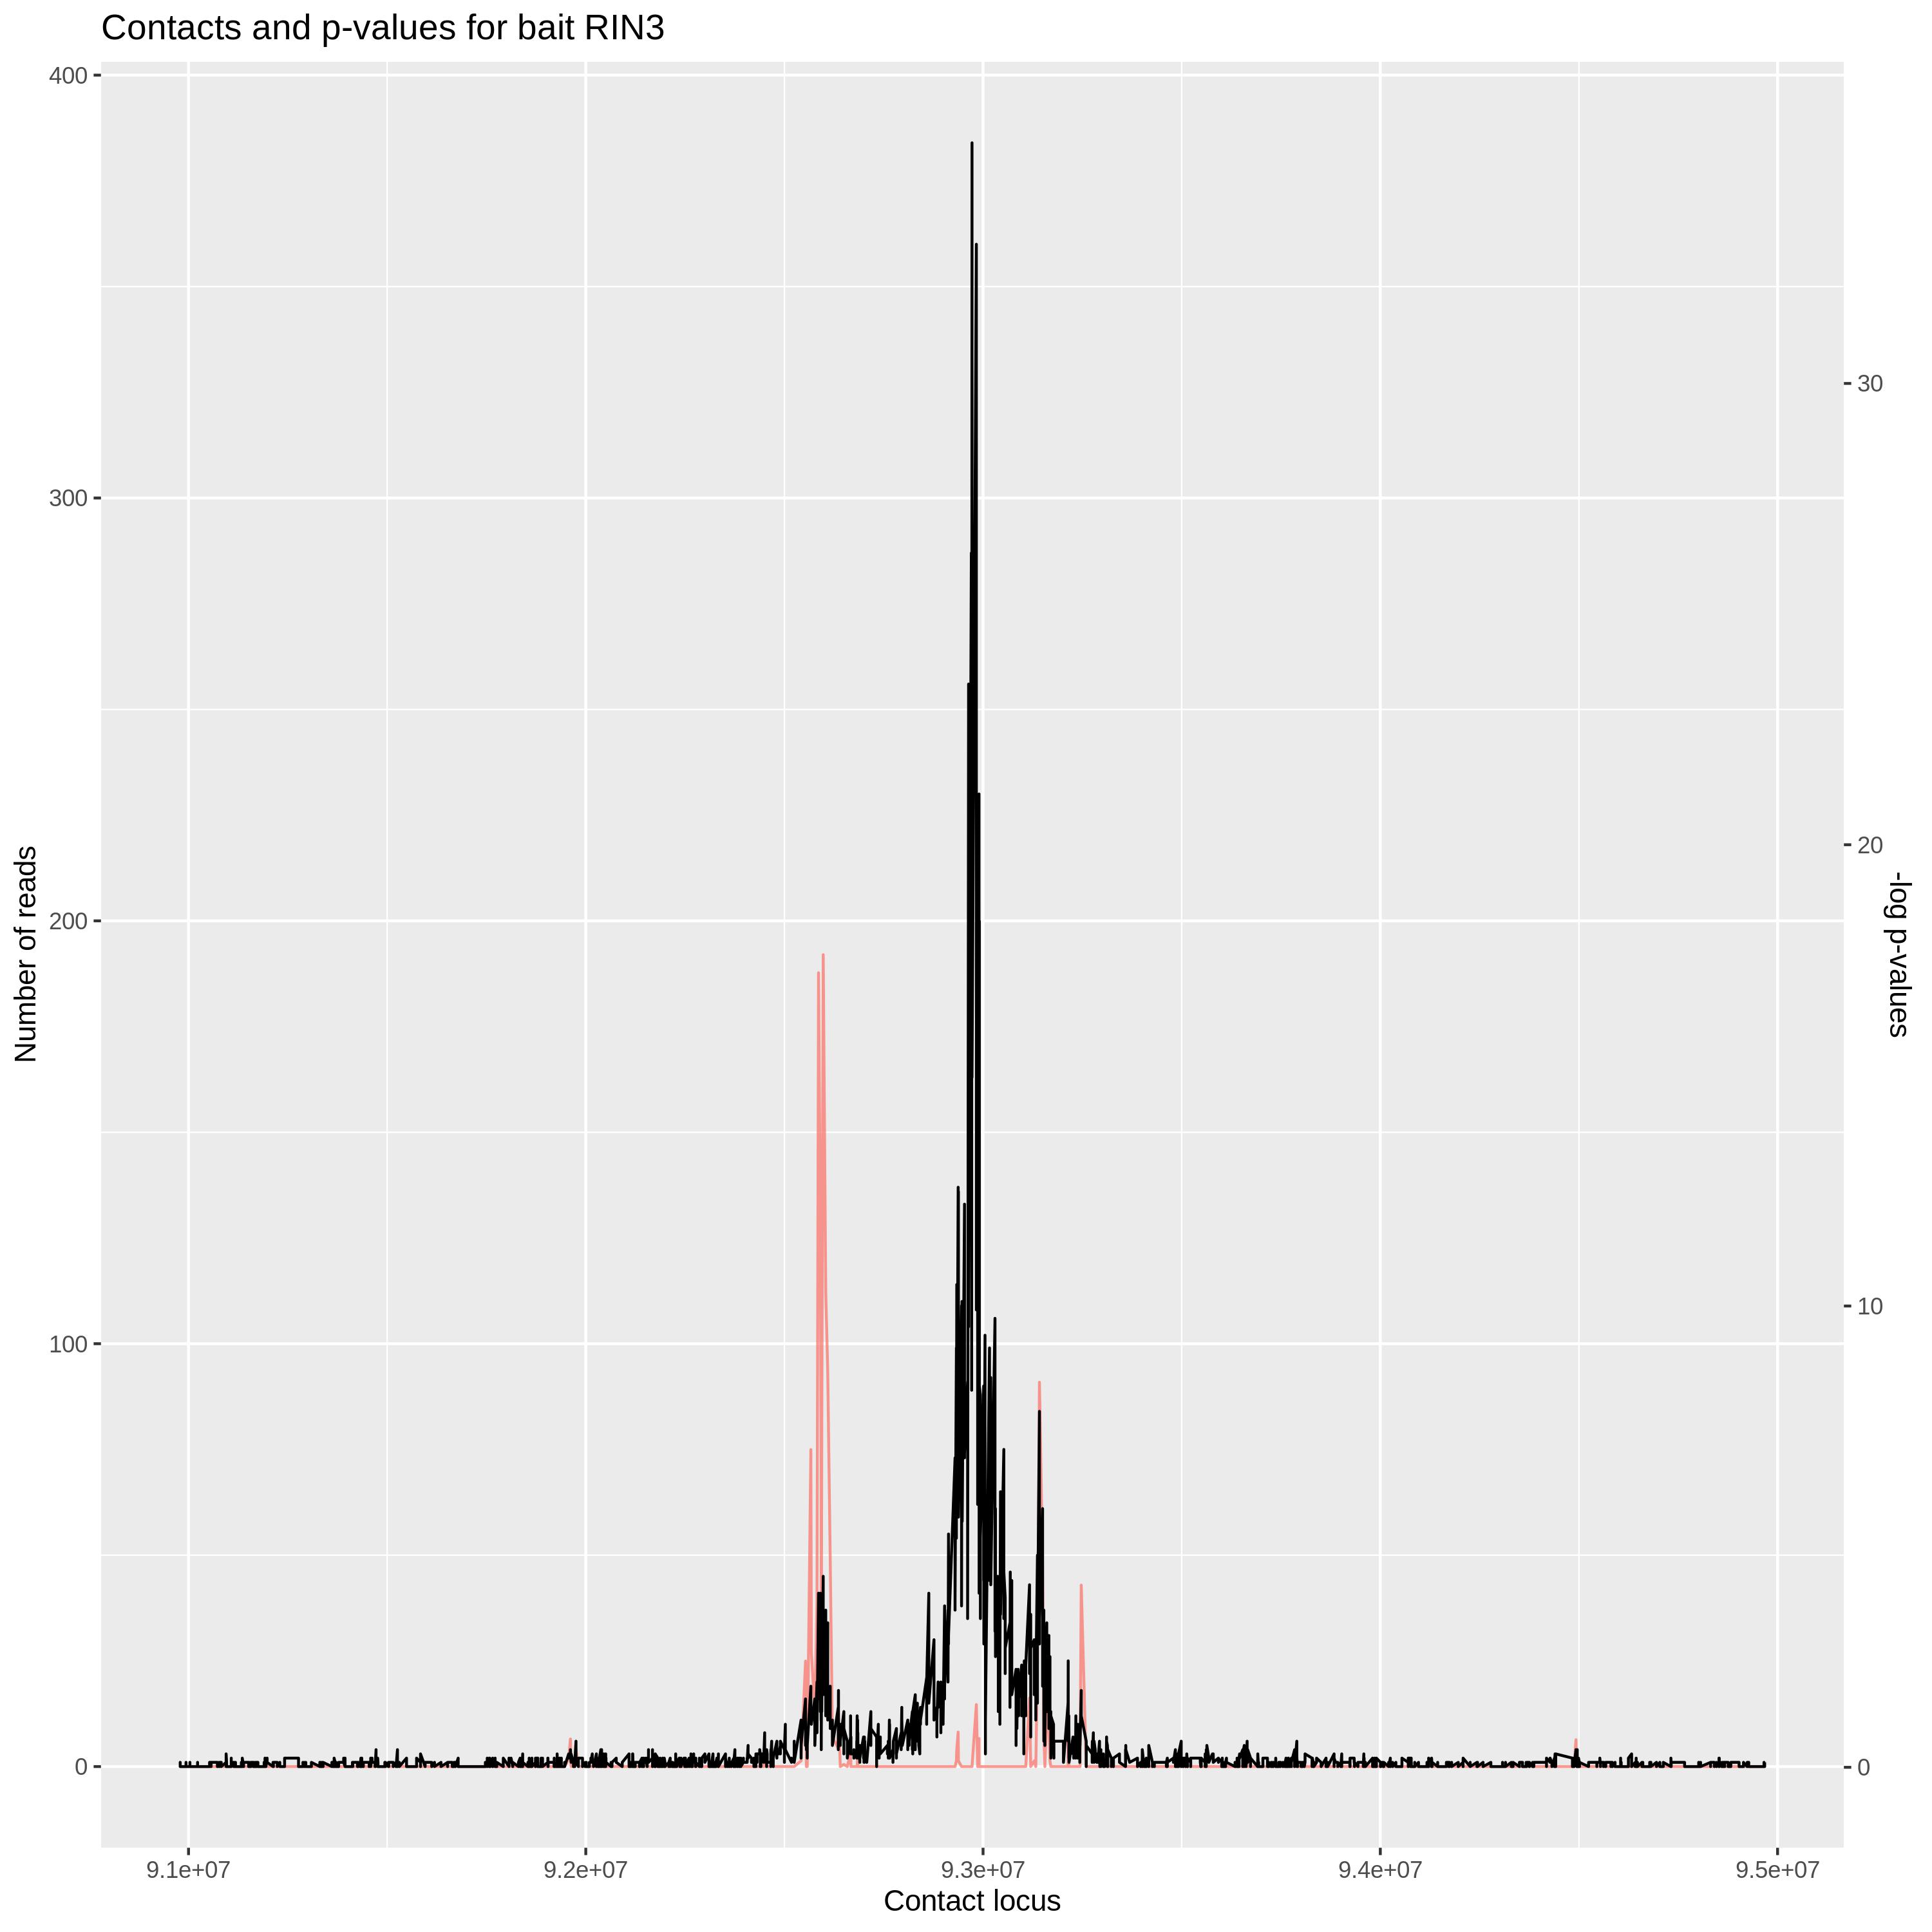 Contacts and p-values for bait RIN3
400
300
200
100
0
Number of reads
30
20
10
0
-log p-values
9.1e+07 9.2e+07 9.3e+07 9.4e+07 9.5e+07
Contact locus